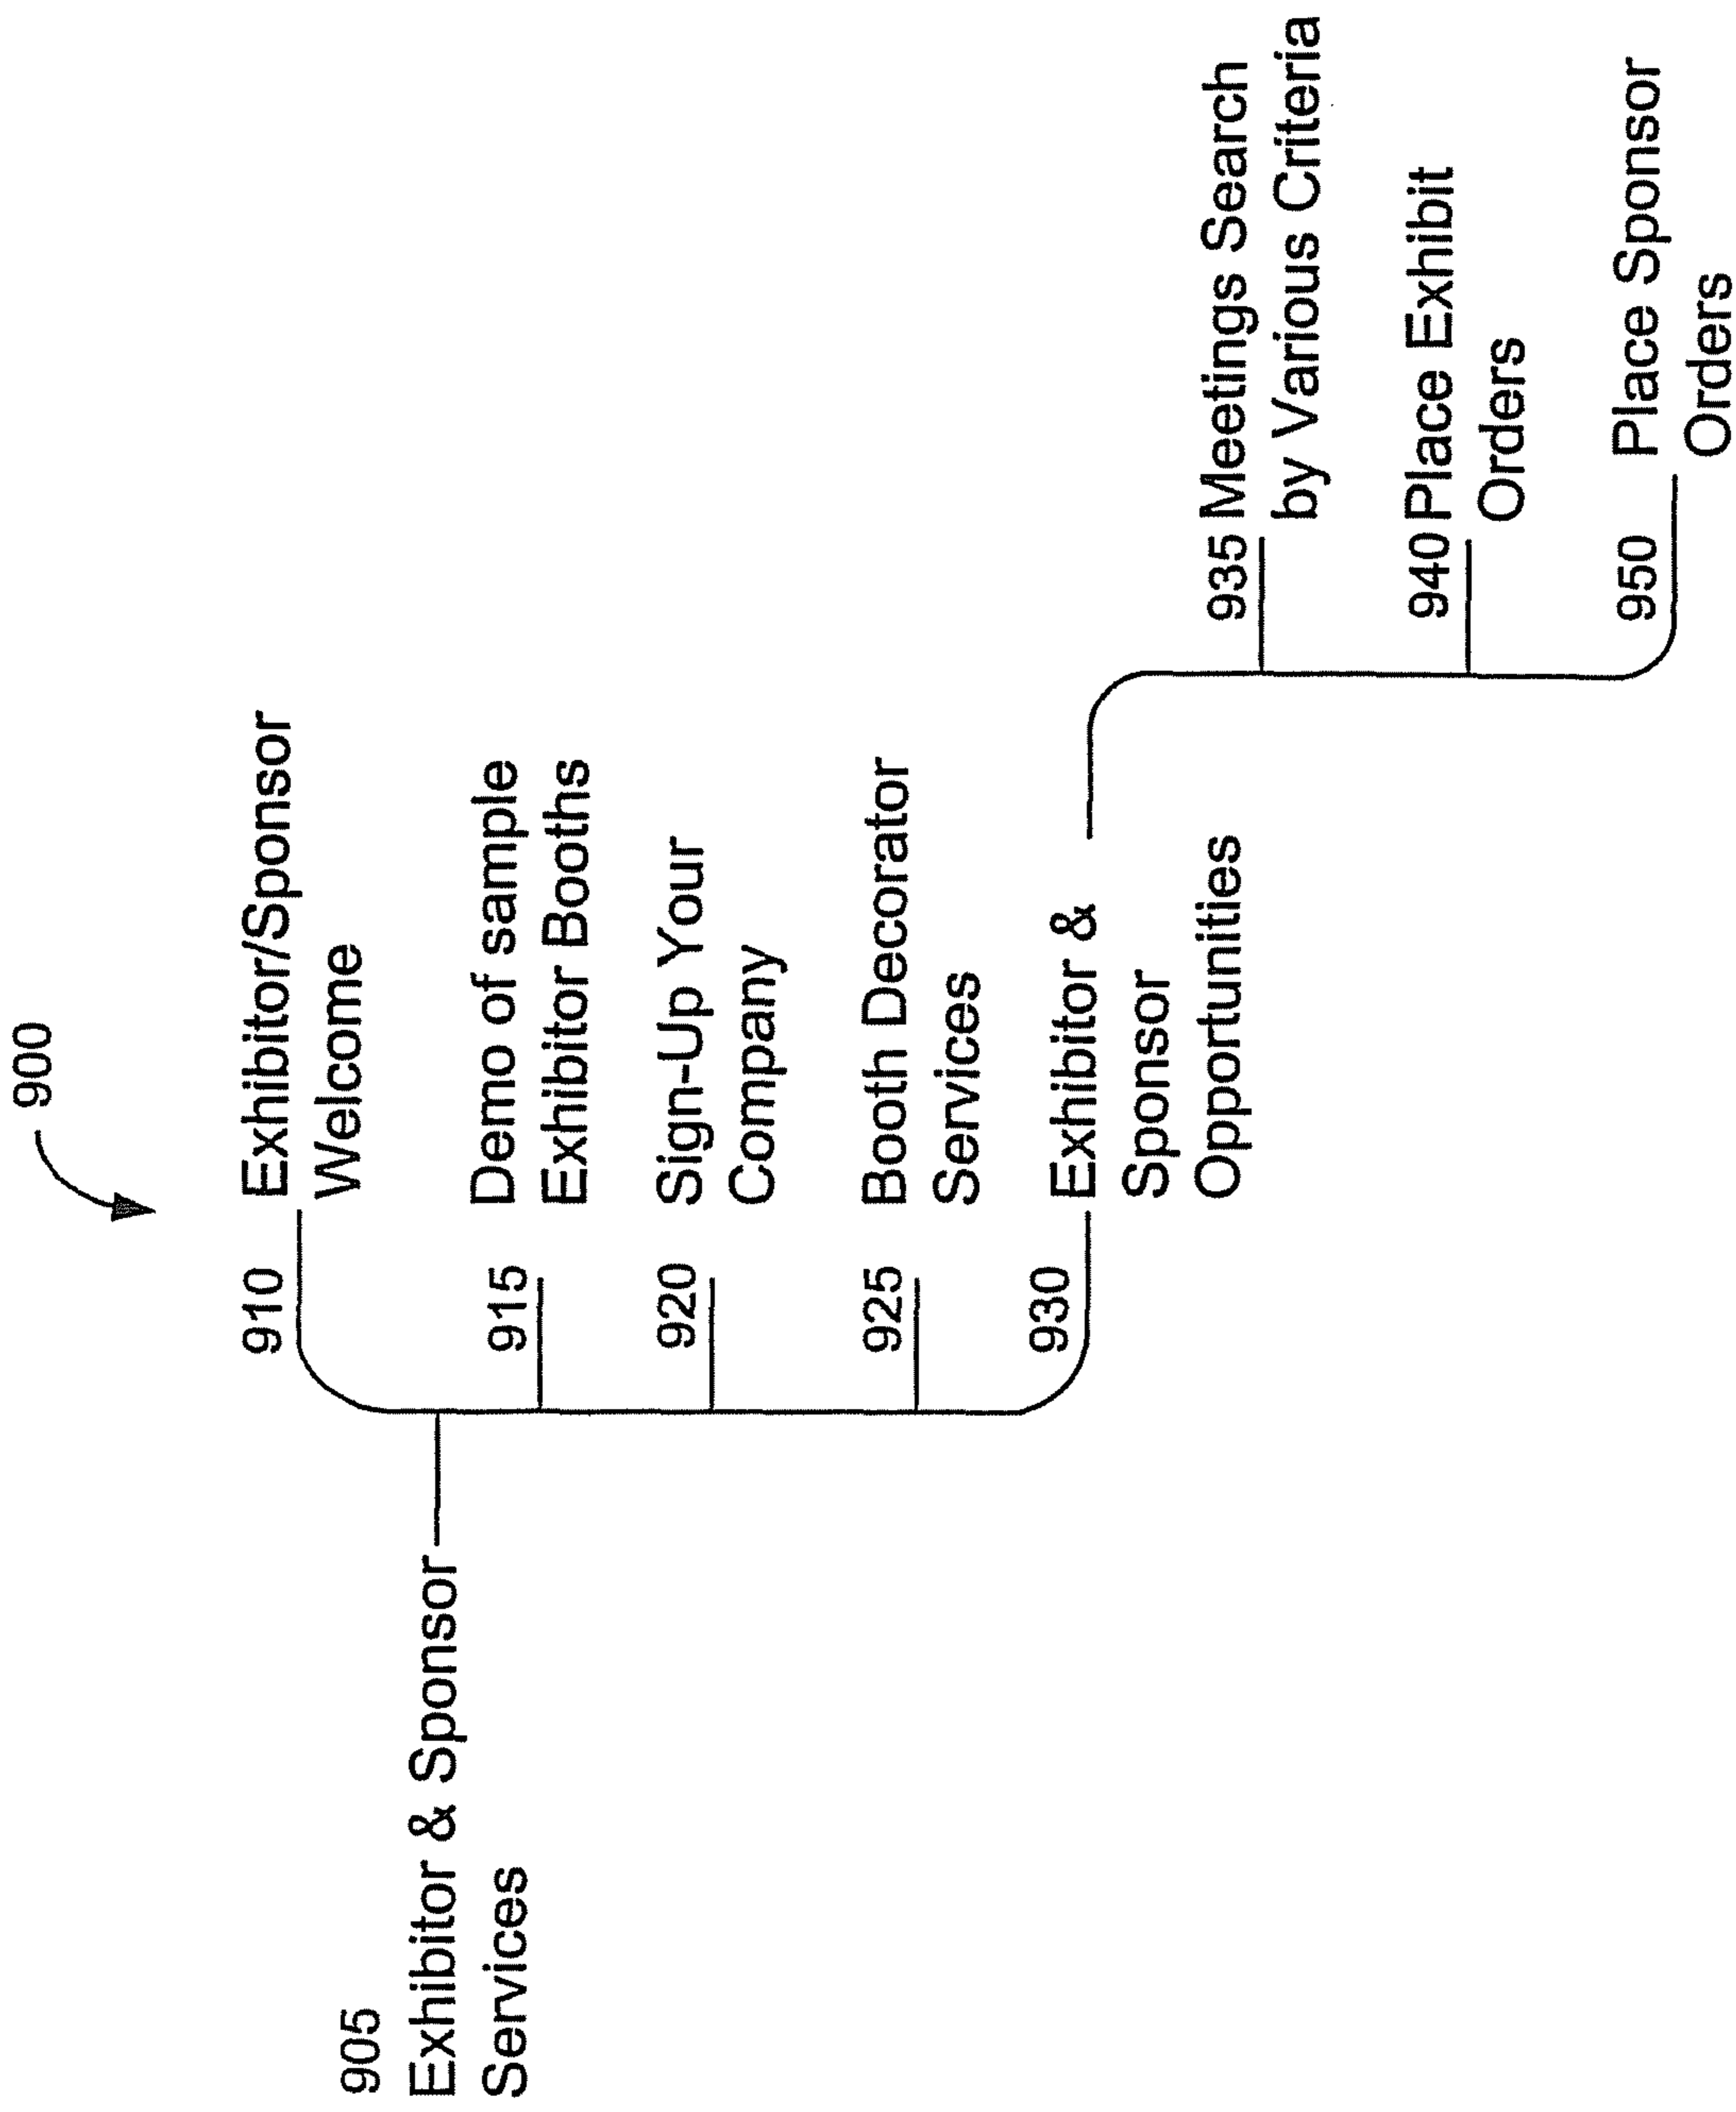 900
905
Exhibitor & Sponsor
Services
910
Exhibitor/Sponsor
Welcome
915
Demo of sample
Exhibitor Booths
920
Sign-Up Your
Company
925
Booth Decorator
Services
930
Exhibitor &
Sponsor
Opportunities
935 Meetings Search
by Various Criteria
940 Place Exhibit
Orders
950
Place Sponsor
Orders